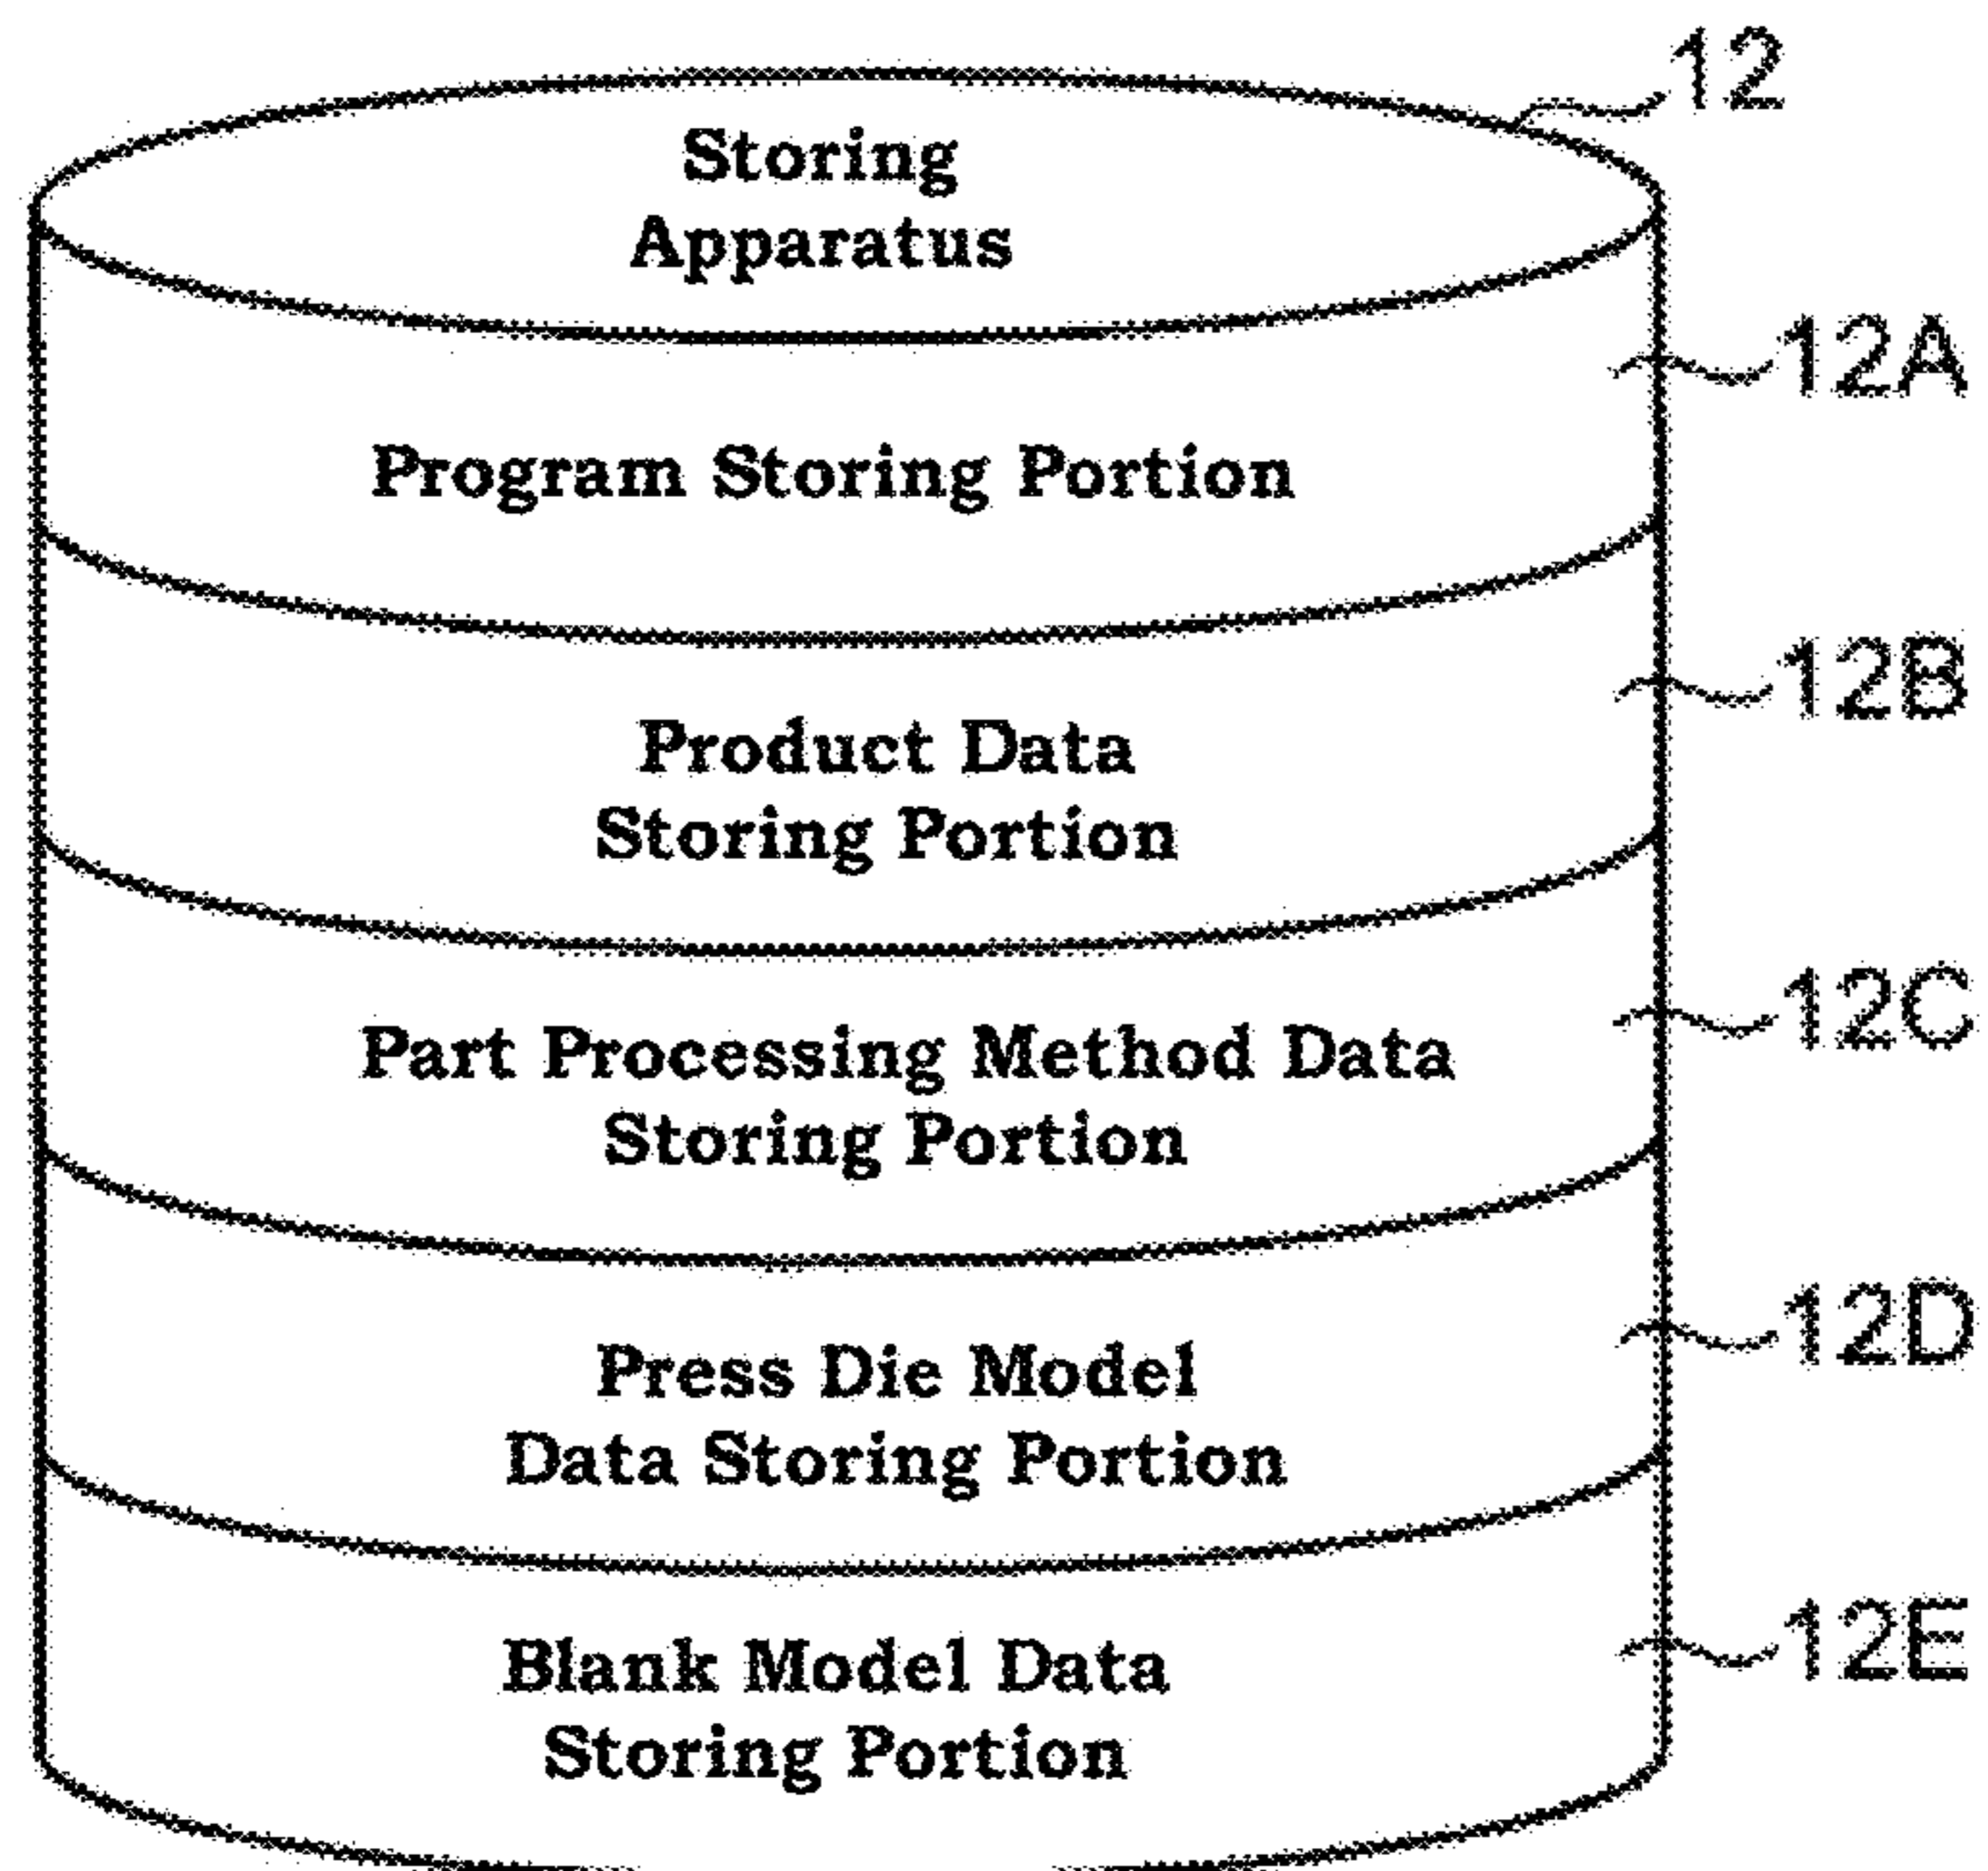 12
Storing
Apparatus
12A
Program Storing Portion
12B
Product Data
Storing Portion
12C
Part Processing Method Data
Storing Portion
12D
Press Die Model
Data Storing Portion
12E
Blank Model Data
Storing Portion